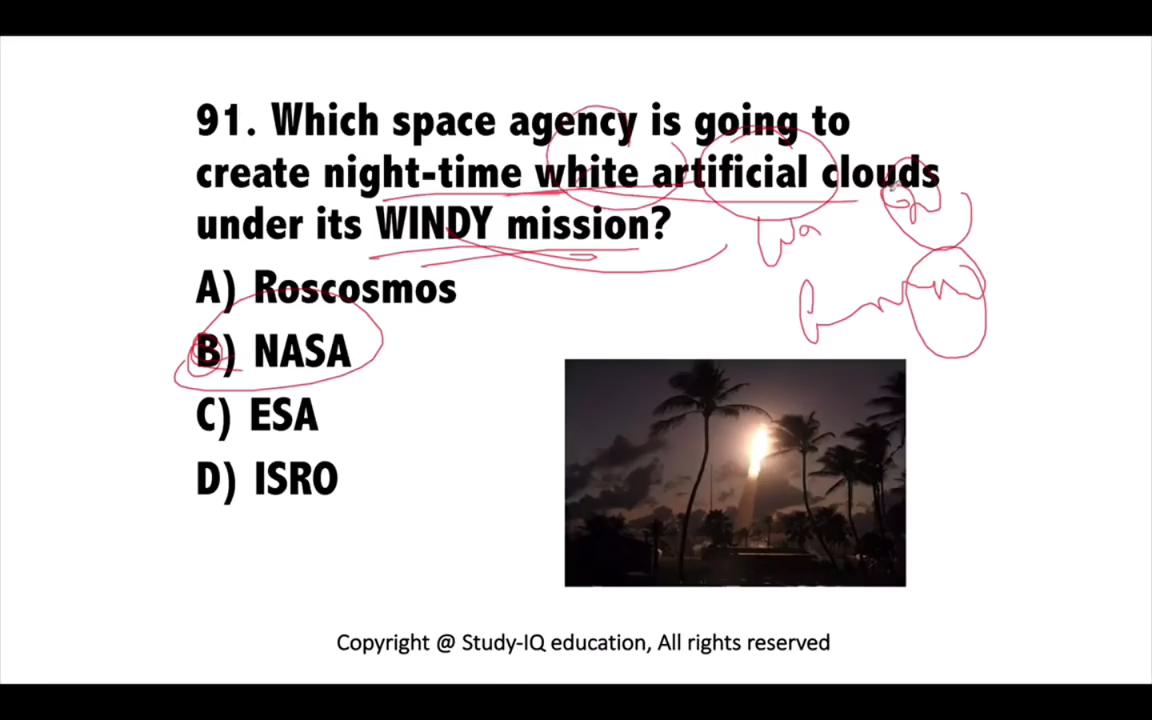 91. Which space agency is going to
create night-time white artificial clouds
under its WINDY mission?
A) Roscosmos
B) NASA
C) ESA
D) ISRO
Copyright @ Study-IQ education, All rights reserved